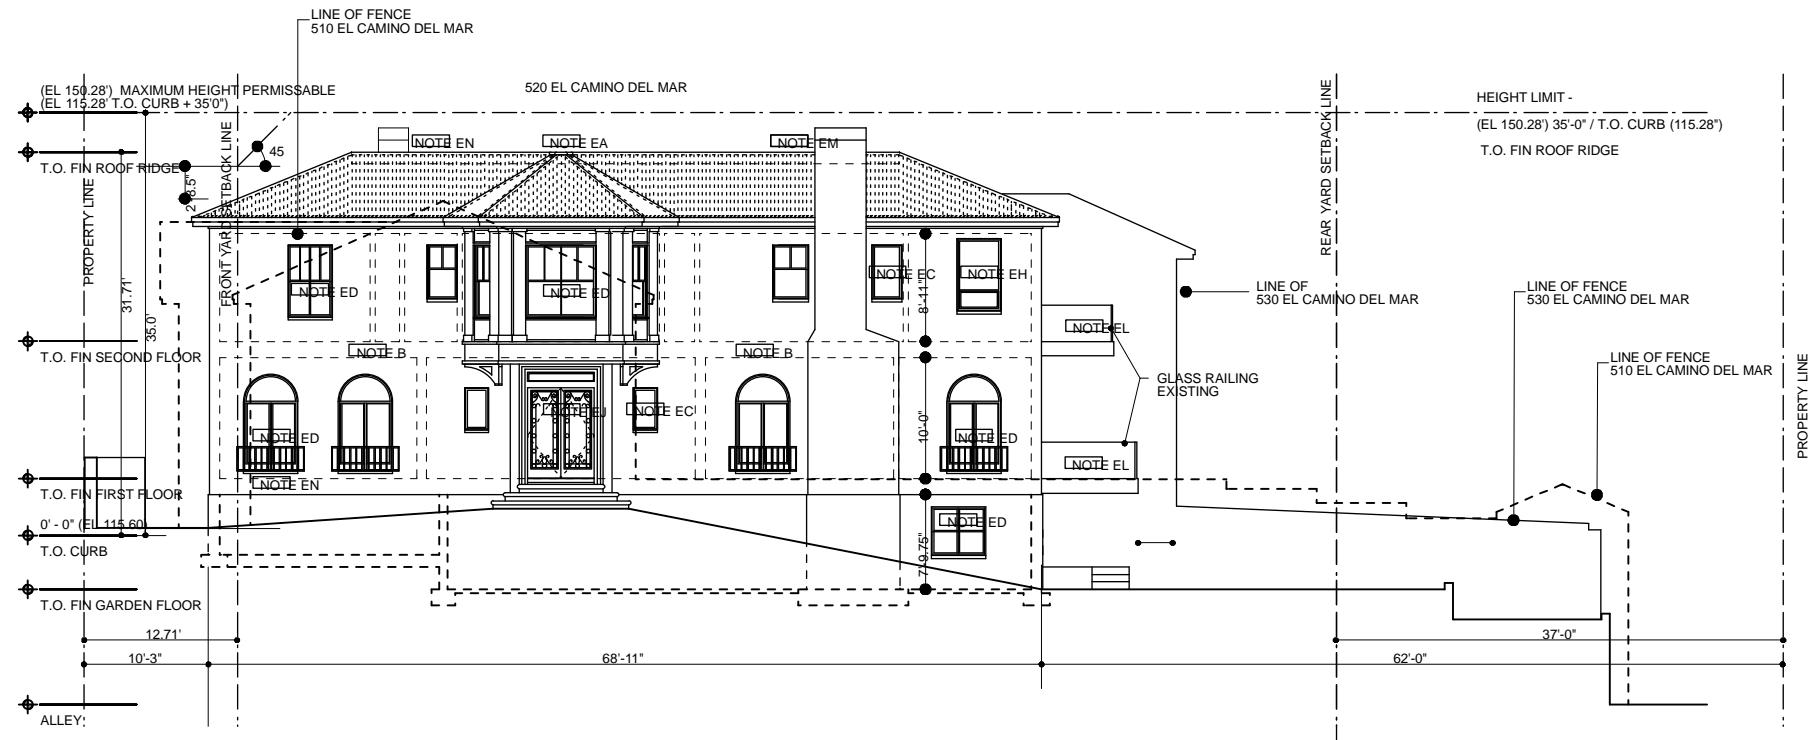 LINE OF FENCE
510 EL CAMINO DEL MAR
(EL 150.28') MAXIMUM HEIGHT PERMISSABLE
(EL 115.28' T.O. CURB + 35'0")
520 EL CAMINO DEL MAR
HEIGHT LIMIT -
(EL 150.28') 35'-0" / T.O. CURB (115.28")
T.O. FIN ROOF RIDGE
NOTE EN
NOTE EA
NOTE EM
45
T.O. FIN ROOF RIDGE
PROPERTY LINE
FRONT YARD SETBACK LINE
REAR YARD SETBACK LINE
31.71'
35.0'
NOTE ED
NOTE ED
NOTE EC
NOTE EH
8'-11"
LINE OF
530 EL CAMINO DEL MAR
LINE OF FENCE
530 EL CAMINO DEL MAR
NOTE EL
T.O. FIN SECOND FLOOR
NOTE B
NOTE B
LINE OF FENCE
510 EL CAMINO DEL MAR
PROPERTY LINE
GLASS RAILING
EXISTING
NOTE EJ
NOTE EC
10'-0"
NOTE ED
NOTE ED
NOTE EL
NOTE EN
T.O. FIN FIRST FLOOR
0' - 0" (EL 115.60)
NOTE ED
T.O. CURB
7'-9.75"
T.O. FIN GARDEN FLOOR
12.71'
37'-0"
10'-3"
68'-11"
62'-0"
ALLEY